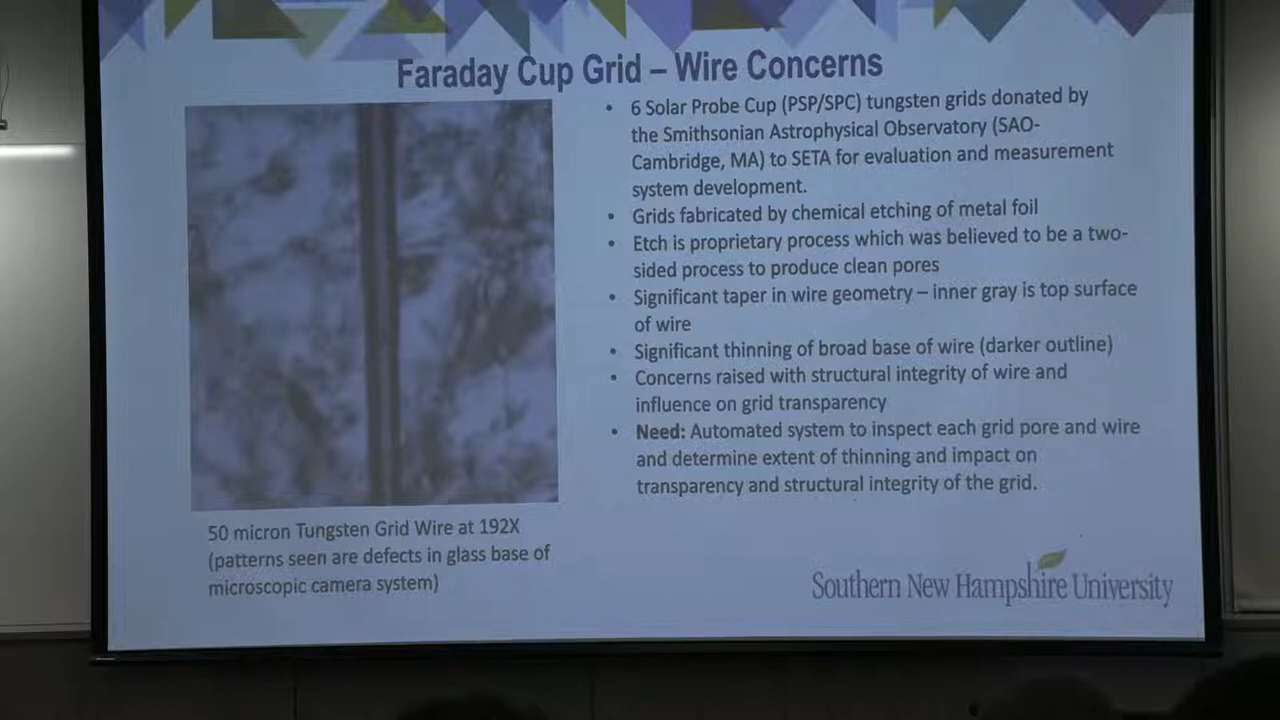 Faraday Cup Grid – Wire Concerns
• 6 Solar Probe Cup (PSP/SPC) tungsten grids donated by
the Smithsonian Astrophysical Observatory (SAO-
Cambridge, MA) to SETA for evaluation and measurement
system development.
• Grids fabricated by chemical etching of metal foil
• Etch is proprietary process which was believed to be a two-
sided process to produce clean pores
• Significant taper in wire geometry – inner gray is top surface
of wire
• Significant thinning of broad base of wire (darker outline)
• Concerns raised with structural integrity of wire and
influence on grid transparency
• Need: Automated system to inspect each grid pore and wire
and determine extent of thinning and impact on
transparency and structural integrity of the grid.
50 micron Tungsten Grid Wire at 192X
(patterns seen are defects in glass base of
microscopic camera system)
Southern New Hampshire University